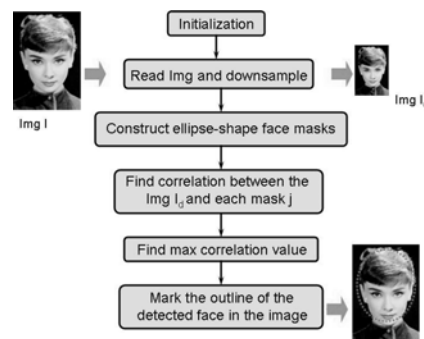 Initialization
Read Img and downsample
Img I
Img I
Construct ellipse-shape face masks
Find correlation between the
Img I_d and each mask j
Find max correlation value
Mark the outline of the
detected face in the image